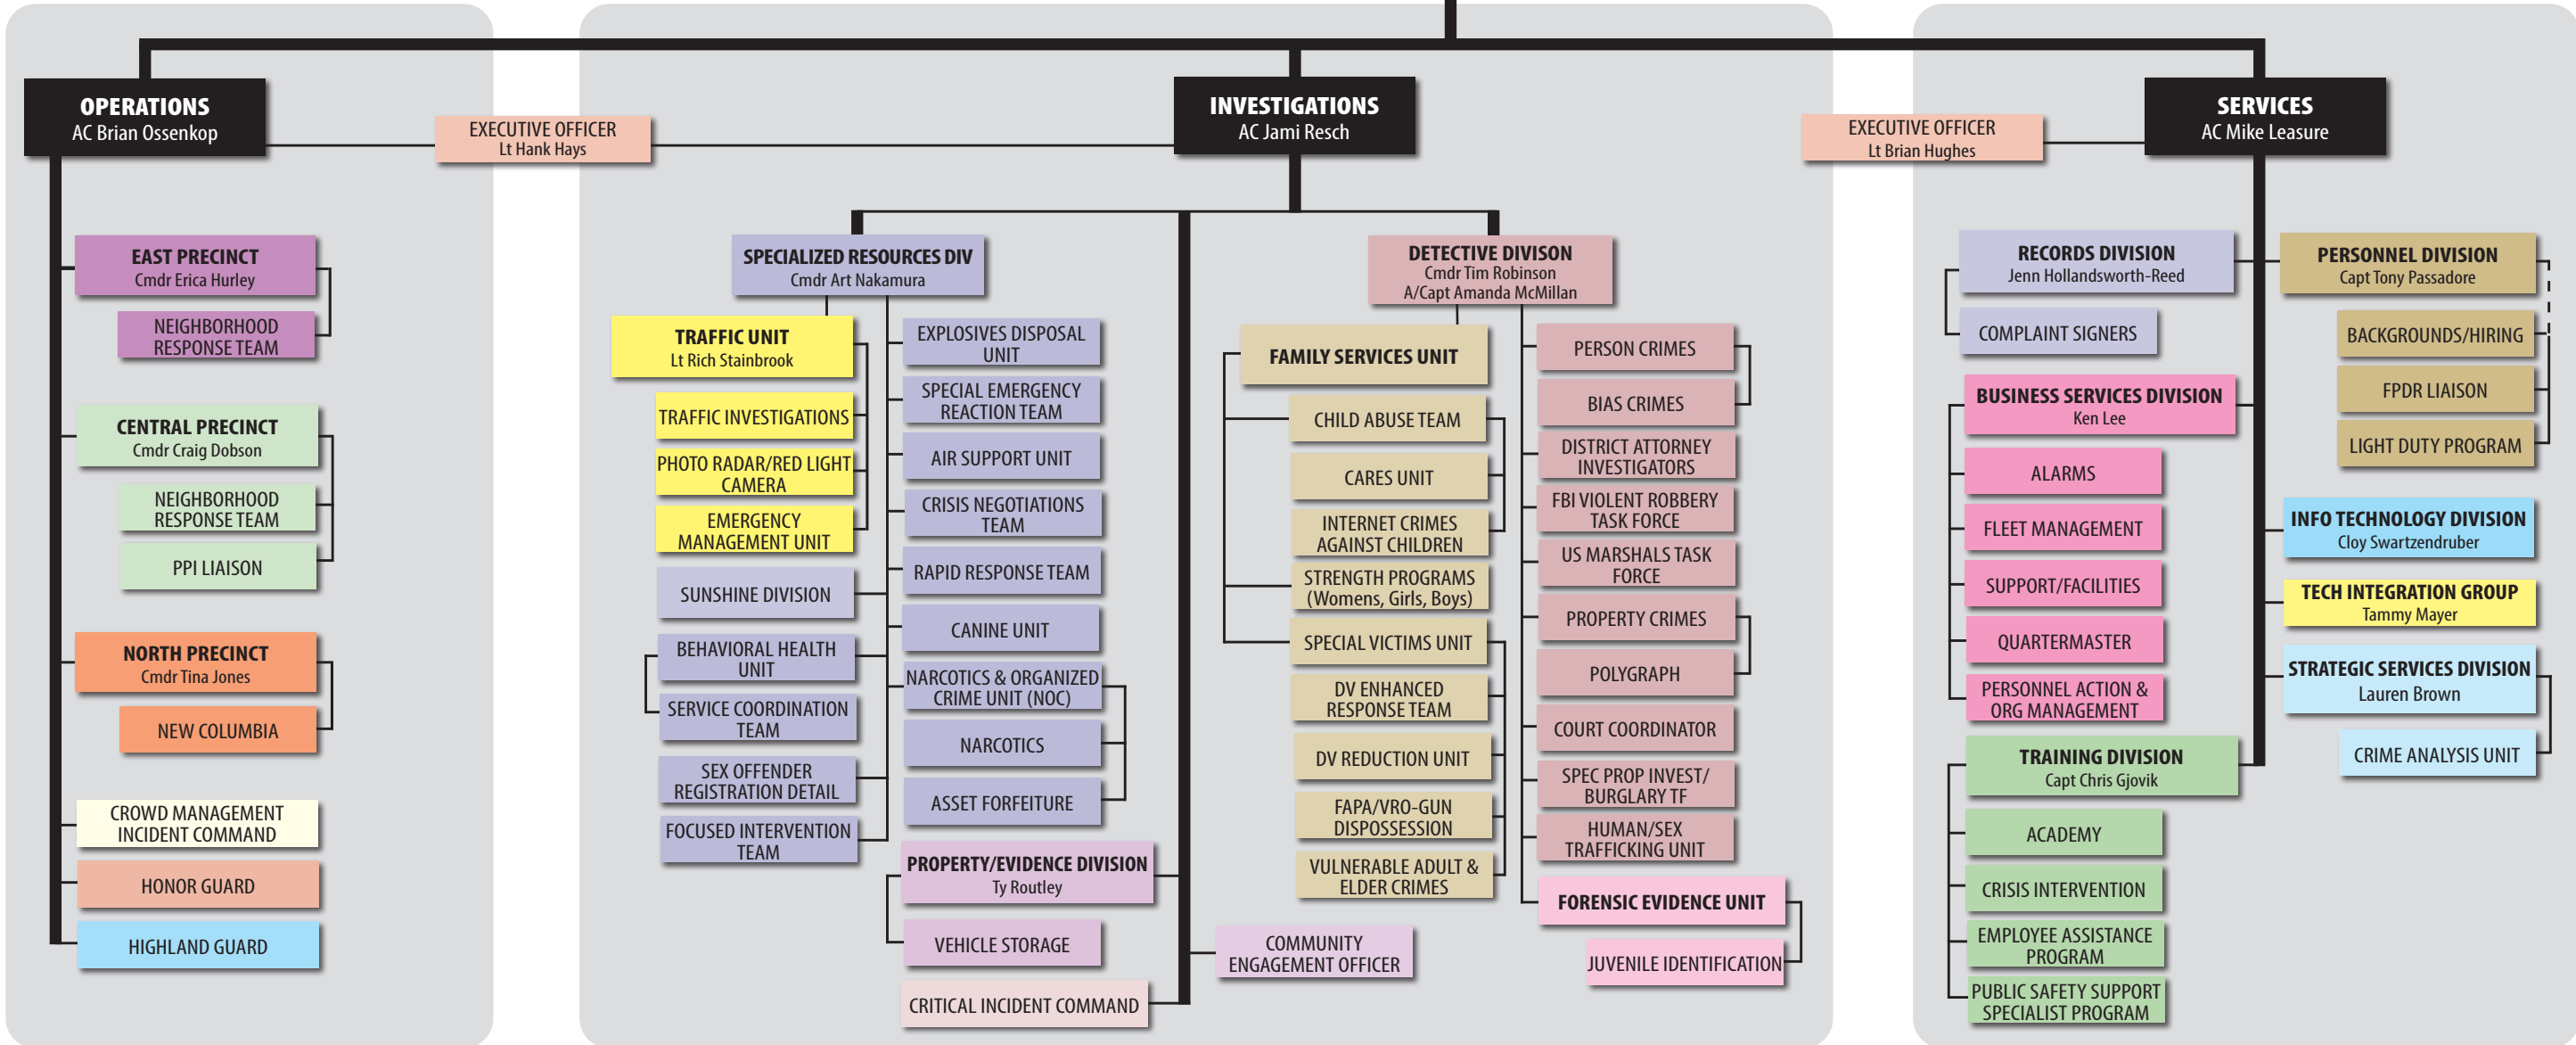 OPERATIONS
AC Brian Ossenkop
EXECUTIVE OFFICER
Lt Hank Hays
INVESTIGATIONS
AC Jami Resch
EXECUTIVE OFFICER
Lt Brian Hughes
SERVICES
AC Mike Leasure
EAST PRECINCT
Cmdr Erica Hurley
NEIGHBORHOOD
RESPONSE TEAM
CENTRAL PRECINCT
Cmdr Craig Dobson
NEIGHBORHOOD
RESPONSE TEAM
PPI LIAISON
NORTH PRECINCT
Cmdr Tina Jones
NEW COLUMBIA
CROWD MANAGEMENT
INCIDENT COMMAND
HONOR GUARD
HIGHLAND GUARD
SPECIALIZED RESOURCES DIV
Cmdr Art Nakamura
TRAFFIC UNIT
Lt Rich Stainbrook
TRAFFIC INVESTIGATIONS
PHOTO RADAR/RED LIGHT
CAMERA
EMERGENCY
MANAGEMENT UNIT
SUNSHINE DIVISION
BEHAVIORAL HEALTH
UNIT
SERVICE COORDINATION
TEAM
SEX OFFENDER
REGISTRATION DETAIL
FOCUSED INTERVENTION
TEAM
EXPLOSIVES DISPOSAL
UNIT
SPECIAL EMERGENCY
REACTION TEAM
AIR SUPPORT UNIT
CRISIS NEGOTIATIONS
TEAM
RAPID RESPONSE TEAM
CANINE UNIT
NARCOTICS & ORGANIZED
CRIME UNIT (NOC)
NARCOTICS
ASSET FORFEITURE
PROPERTY/EVIDENCE DIVISION
Ty Routley
VEHICLE STORAGE
CRITICAL INCIDENT COMMAND
COMMUNITY
ENGAGEMENT OFFICER
DETECTIVE DIVISON
Cmdr Tim Robinson
A/Capt Amanda McMillan
FAMILY SERVICES UNIT
CHILD ABUSE TEAM
CARES UNIT
INTERNET CRIMES
AGAINST CHILDREN
STRENGTH PROGRAMS
(Womens, Girls, Boys)
SPECIAL VICTIMS UNIT
DV ENHANCED
RESPONSE TEAM
DV REDUCTION UNIT
FAPA/VRO-GUN
DISPOSSESSION
VULNERABLE ADULT &
ELDER CRIMES
PERSON CRIMES
BIAS CRIMES
DISTRICT ATTORNEY
INVESTIGATORS
FBI VIOLENT ROBBERY
TASK FORCE
US MARSHALS TASK
FORCE
PROPERTY CRIMES
POLYGRAPH
COURT COORDINATOR
SPEC PROP INVEST/
BURGLARY TF
HUMAN/SEX
TRAFFICKING UNIT
FORENSIC EVIDENCE UNIT
JUVENILE IDENTIFICATION
RECORDS DIVISION
Jenn Hollandsworth-Reed
COMPLAINT SIGNERS
BUSINESS SERVICES DIVISION
Ken Lee
ALARMS
FLEET MANAGEMENT
SUPPORT/FACILITIES
QUARTERMASTER
PERSONNEL ACTION &
ORG MANAGEMENT
TRAINING DIVISION
Capt Chris Gjovik
ACADEMY
CRISIS INTERVENTION
EMPLOYEE ASSISTANCE
PROGRAM
PUBLIC SAFETY SUPPORT
SPECIALIST PROGRAM
PERSONNEL DIVISION
Capt Tony Passadore
BACKGROUNDS/HIRING
FPDR LIAISON
LIGHT DUTY PROGRAM
INFO TECHNOLOGY DIVISION
Cloy Swartzendruber
TECH INTEGRATION GROUP
Tammy Mayer
STRATEGIC SERVICES DIVISION
Lauren Brown
CRIME ANALYSIS UNIT